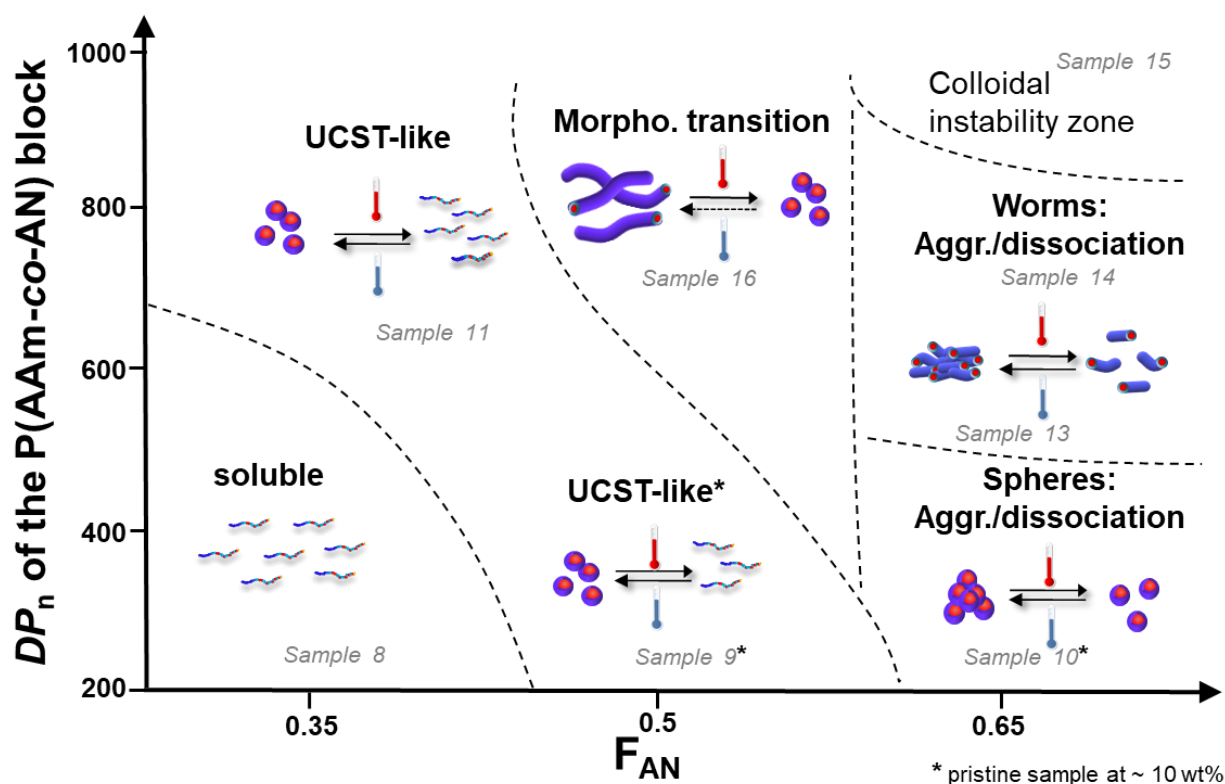 DPn of the P(AAm-co-AN) block
1000
800
600
400
200
Sample 15
Colloidal
instability zone
UCST-like
Morpho. transition
Sample 11
Sample 16
Worms:
Aggr./dissociation
Sample 14
Sample 13
soluble
Sample 8
UCST-like*
Sample 9*
Spheres:
Aggr./dissociation
Sample 10*
0.35
0.5
0.65
FAN
* pristine sample at ~ 10 wt%